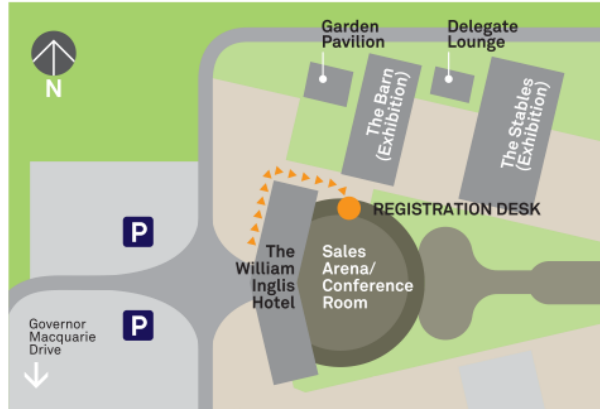 Garden
Pavilion
Delegate
Lounge
N
The Barn
(Exhibition)
The Stables
(Exhibition)
REGISTRATION DESK
P
The
William
Inglis
Hotel
Sales
Arena/
Conference
Room
P
Governor
Macquarie
Drive